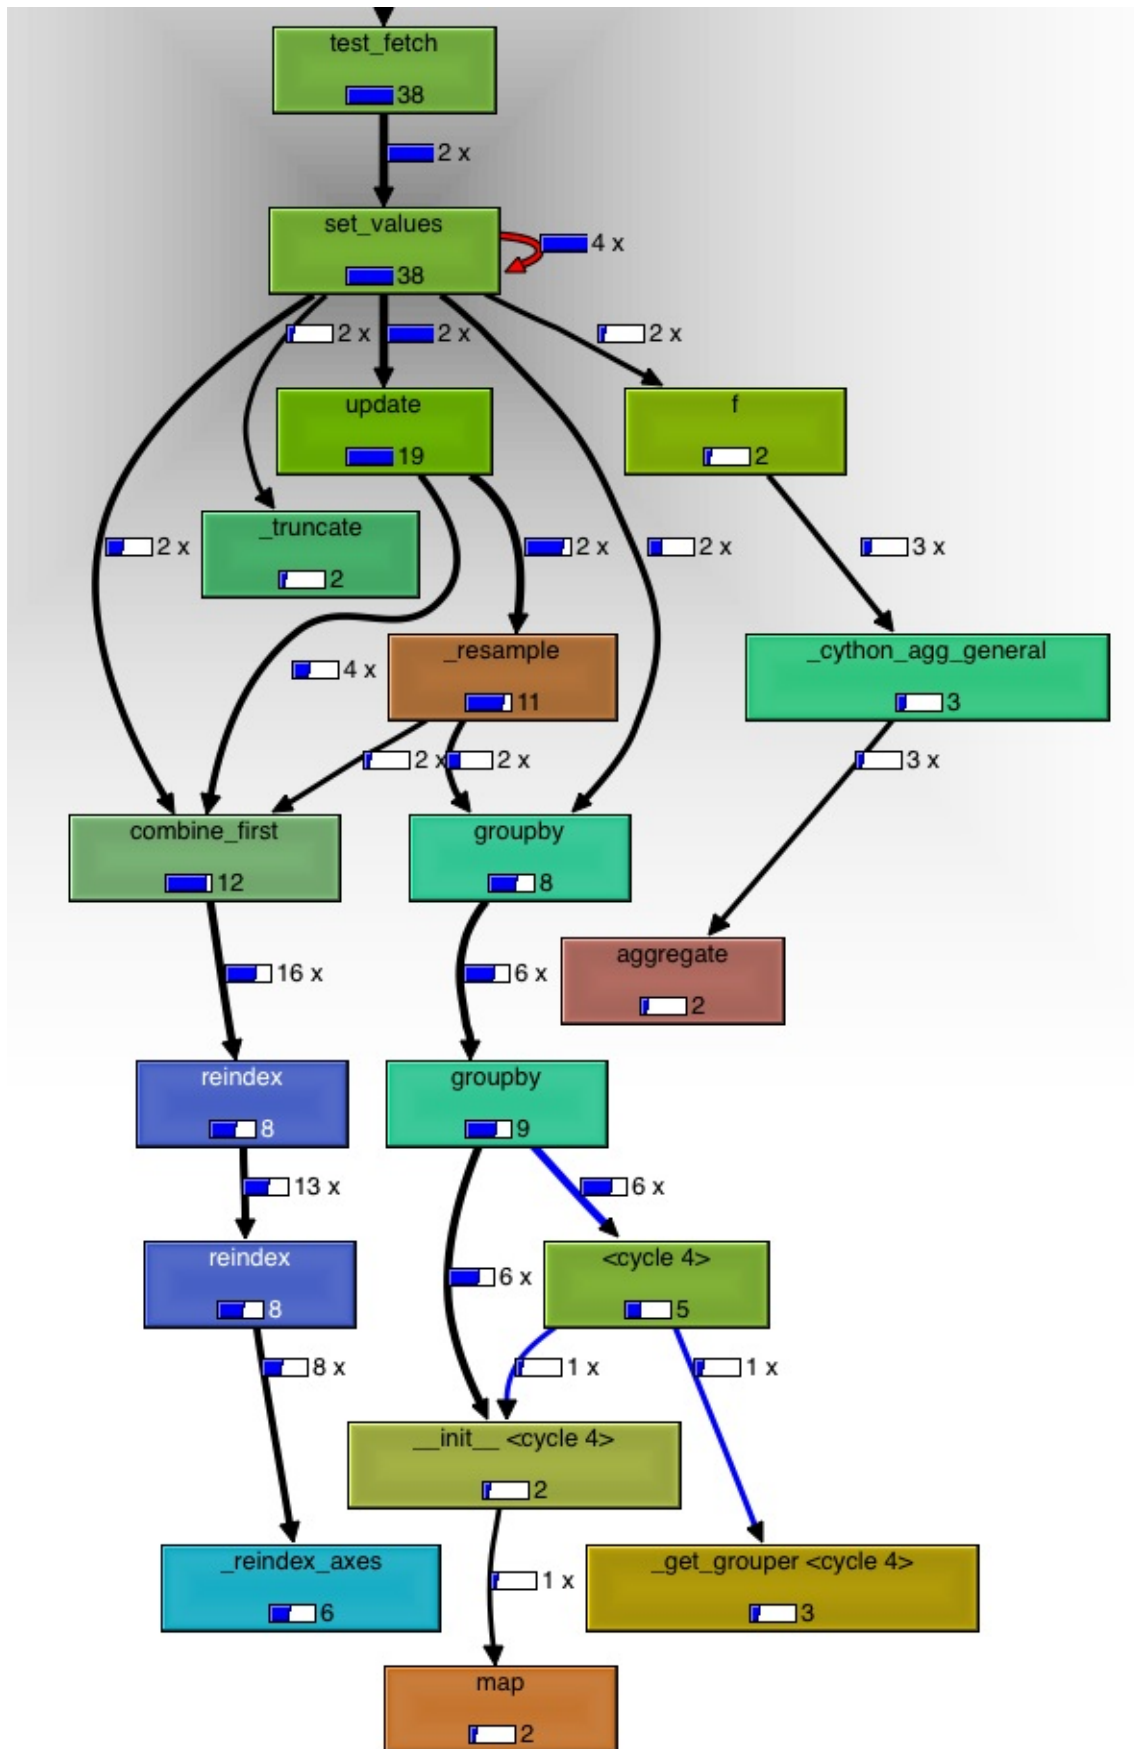 test_fetch
38
2 x
set_values
38
4 x
2 x
2 x
2 x
update
19
f
2
_truncate
2
2 x
2 x
2 x
3 x
4 x
_resample
11
_cython_agg_general
3
2 x
2 x
3 x
combine_first
12
groupby
8
aggregate
2
16 x
6 x
reindex
8
groupby
9
13 x
6 x
reindex
8
<cycle 4>
5
6 x
8 x
1 x
1 x
__init__ <cycle 4>
2
_reindex_axes
6
1 x
_get_grouper <cycle 4>
3
map
2